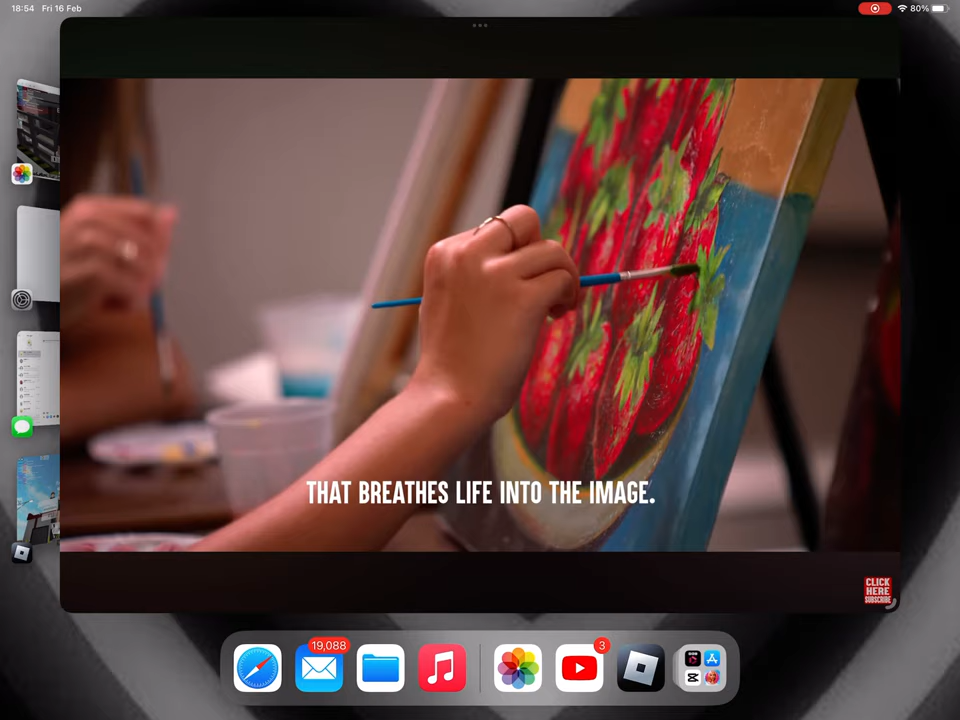 18:54 Fri 16 Feb
80%
THAT BREATHES LIFE INTO THE IMAGE.
CLICK
HERE
SUBSCRIBE
19,088
3